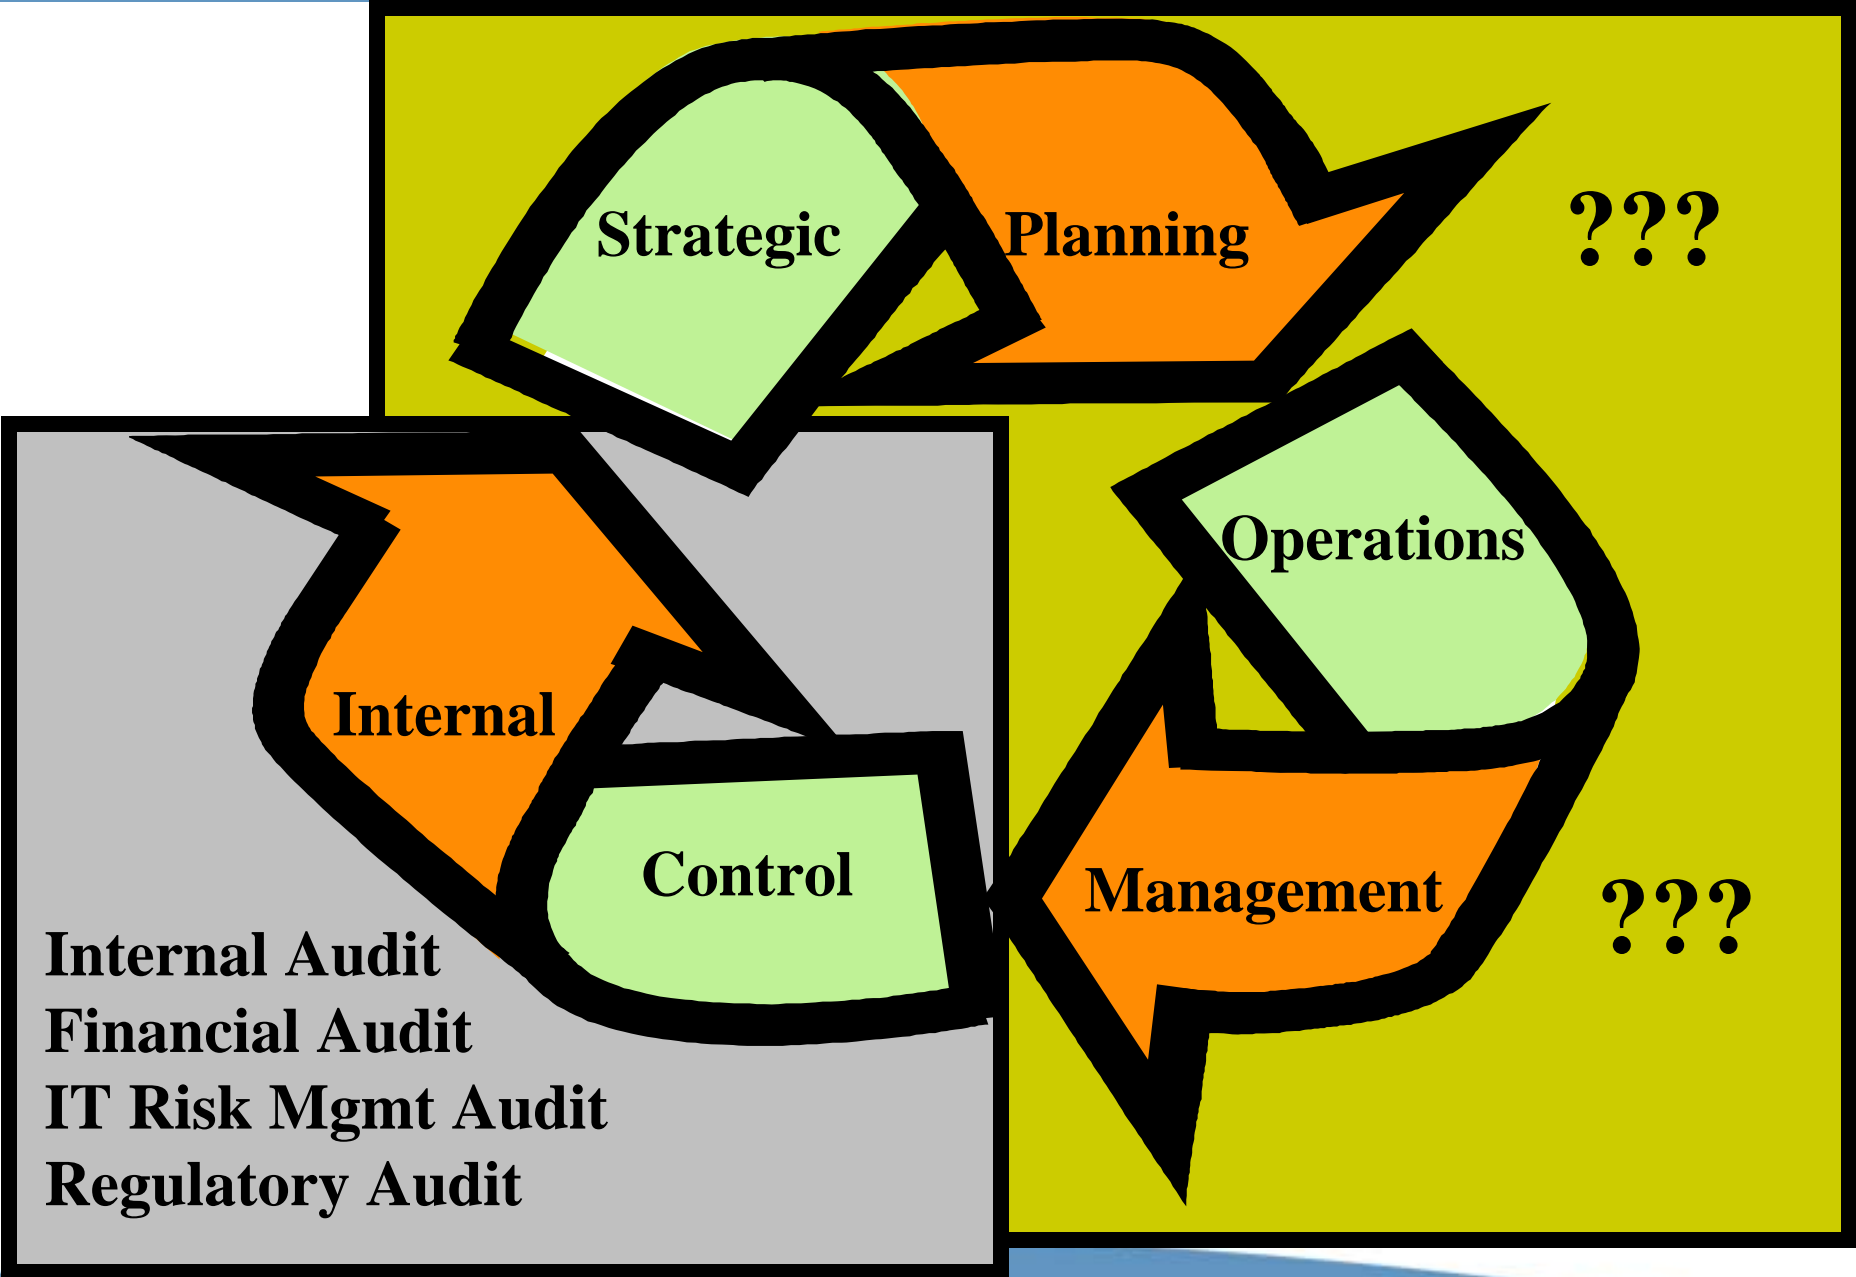 Strategic Planning ???
Operations
Internal
Control
Management ???
Internal Audit
Financial Audit
IT Risk Mgmt Audit
Regulatory Audit